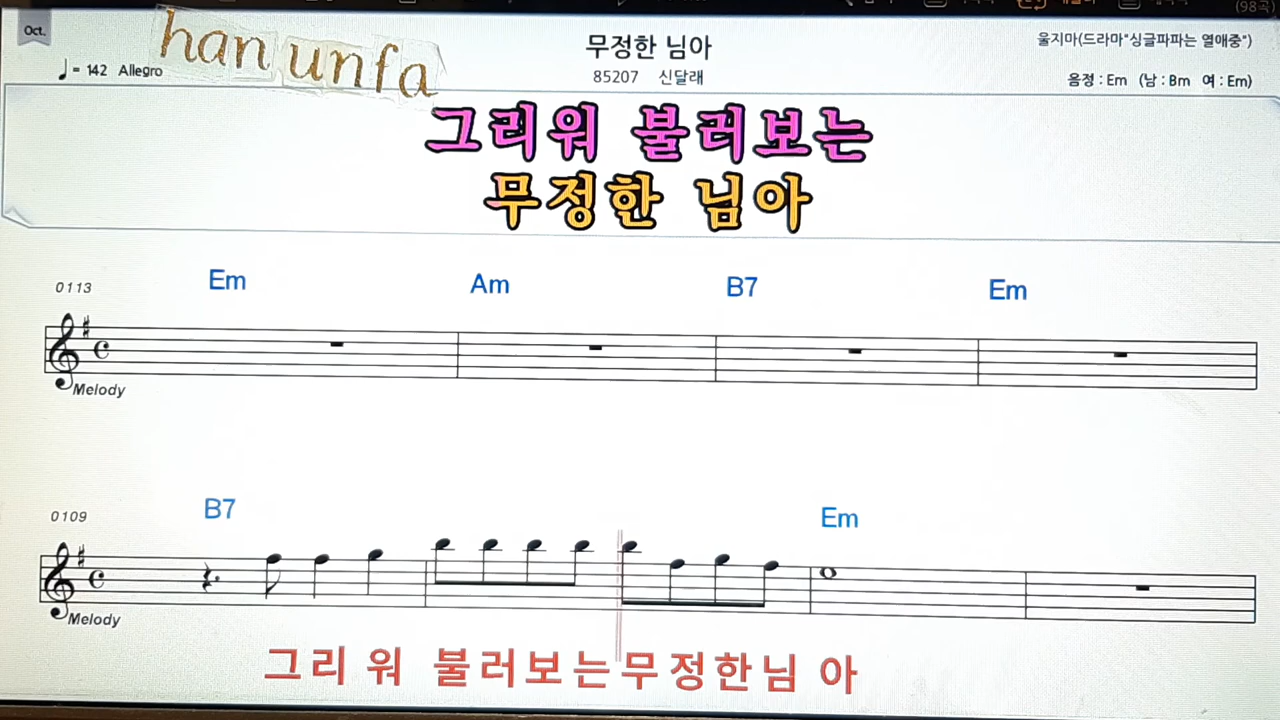 (98곡)
Oct.
han unfa
♩= 142 Allegro
무정한 님아
85207 신달래
울지마(드라마"싱글파파는 열애중")
음정 : Em (남 : Bm 여 : Em)
그리워 불러보는
무정한 님아
0113
Em Am B7 Em
Melody
0109
B7 Em
Melody
그리 워 불러보는무정한님 아